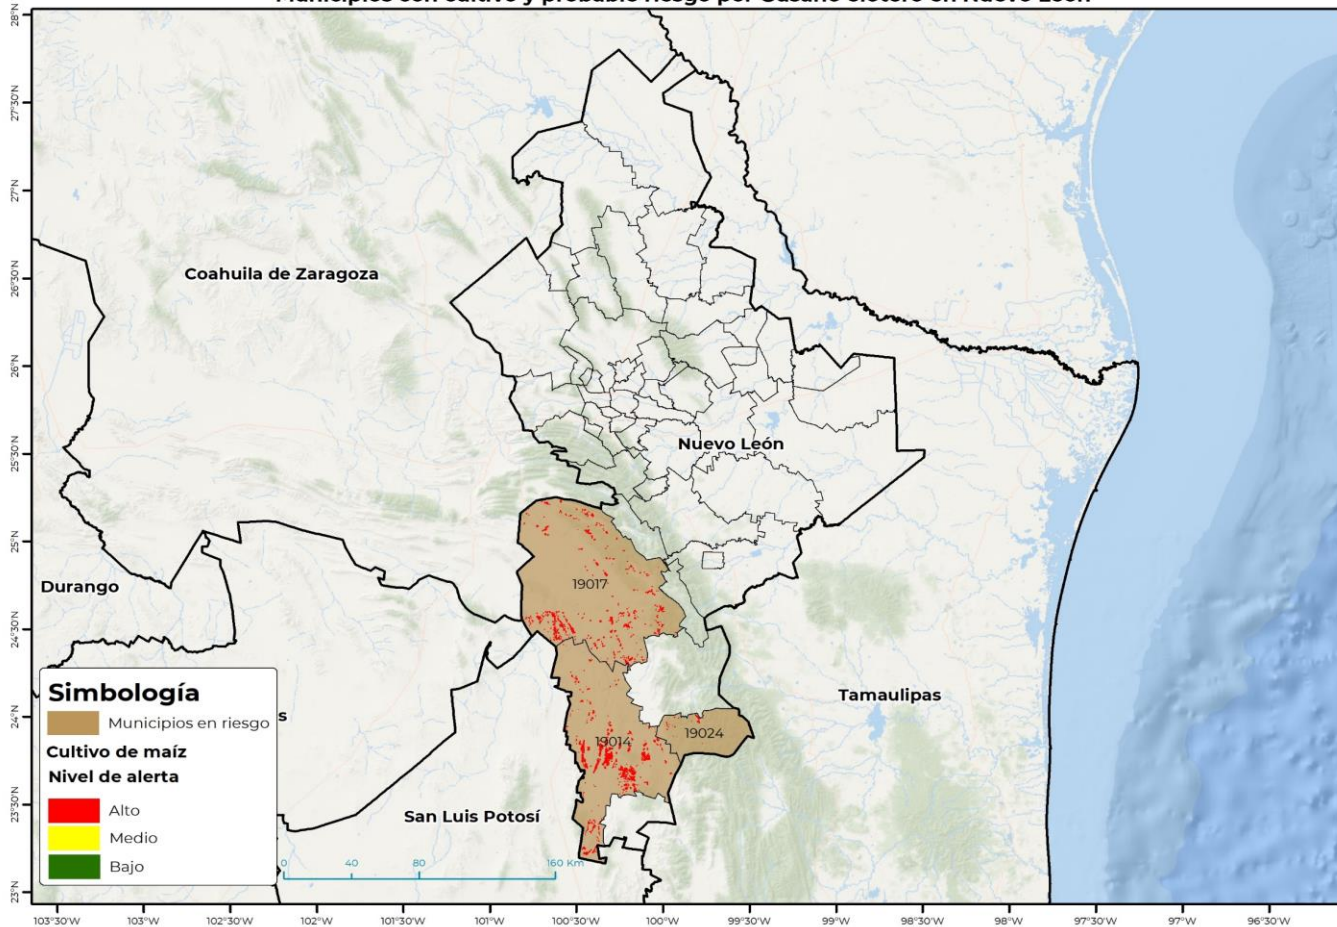 Municipios con cultivo y probable riesgo por Gusano elotero en Nuevo León
28°N
27°30'N
27°N
26°30'N
26°N
25°30'N
25°N
24°30'N
24°N
23°30'N
23°N
Coahuila de Zaragoza
Nuevo León
Durango
19017
Tamaulipas
19014
19024
San Luis Potosí
s
Simbología
Municipios en riesgo
Cultivo de maíz
Nivel de alerta
Alto
Medio
Bajo
0 40 80 160 Km
103°30'W 103°W 102°30'W 102°W 101°30'W 101°W 100°30'W 100°W 99°30'W 99°W 98°30'W 98°W 97°30'W 97°W 96°30'W